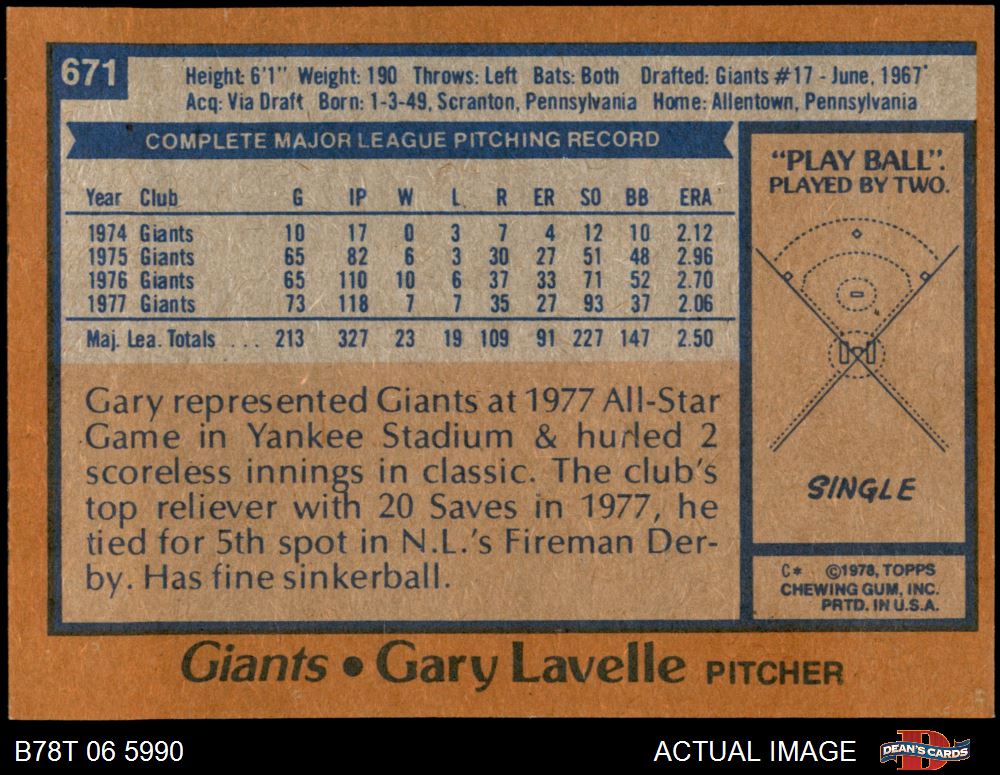 671
Height: 6'1" Weight: 190 Throws: Left Bats: Both Drafted: Giants #17 - June, 1967
Acq: Via Draft Born: 1-3-49, Scranton, Pennsylvania Home: Allentown, Pennsylvania
COMPLETE MAJOR LEAGUE PITCHING RECORD
Year Club G IP W L R ER SO BB ERA
1974 Giants 10 17 0 3 7 4 12 10 2.12
1975 Giants 65 82 6 3 30 27 51 48 2.96
1976 Giants 65 110 10 6 37 33 71 52 2.70
1977 Giants 73 118 7 7 35 27 93 37 2.06
Maj. Lea. Totals . . . 213 327 23 19 109 91 227 147 2.50
Gary represented Giants at 1977 All-Star
Game in Yankee Stadium & hurled 2
scoreless innings in classic. The club's
top reliever with 20 Saves in 1977, he
tied for 5th spot in N.L.'s Fireman Der-
by. Has fine sinkerball.
"PLAY BALL".
PLAYED BY TWO.
SINGLE
C* ©1978, TOPPS
CHEWING GUM, INC.
PRTD. IN U.S.A.
Giants • Gary Lavelle PITCHER
B78T 06 5990
ACTUAL IMAGE
DEAN'S CARDS